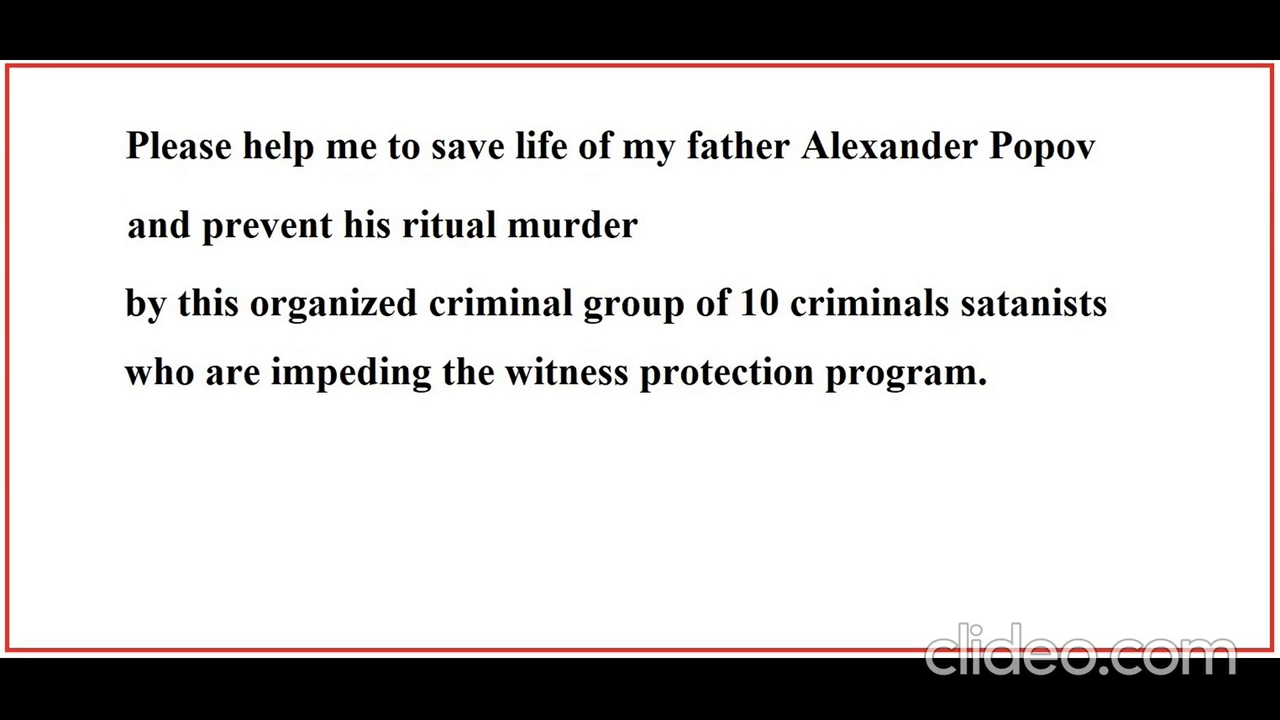 Please help me to save life of my father Alexander Popov
and prevent his ritual murder
by this organized criminal group of 10 criminals satanists
who are impeding the witness protection program.
clideo.com